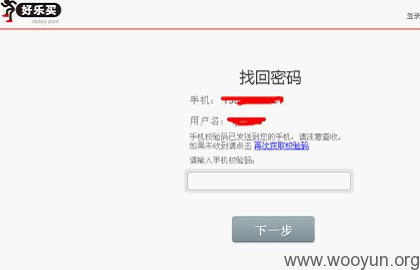 好乐买
okbuy.com
登录
找回密码
手机：
用户名：
手机校验码已发送到您的手机，请注意查收。
如果未收到请点击 再次获取校验码
请输入手机校验码：
下一步
www.wooyun.org